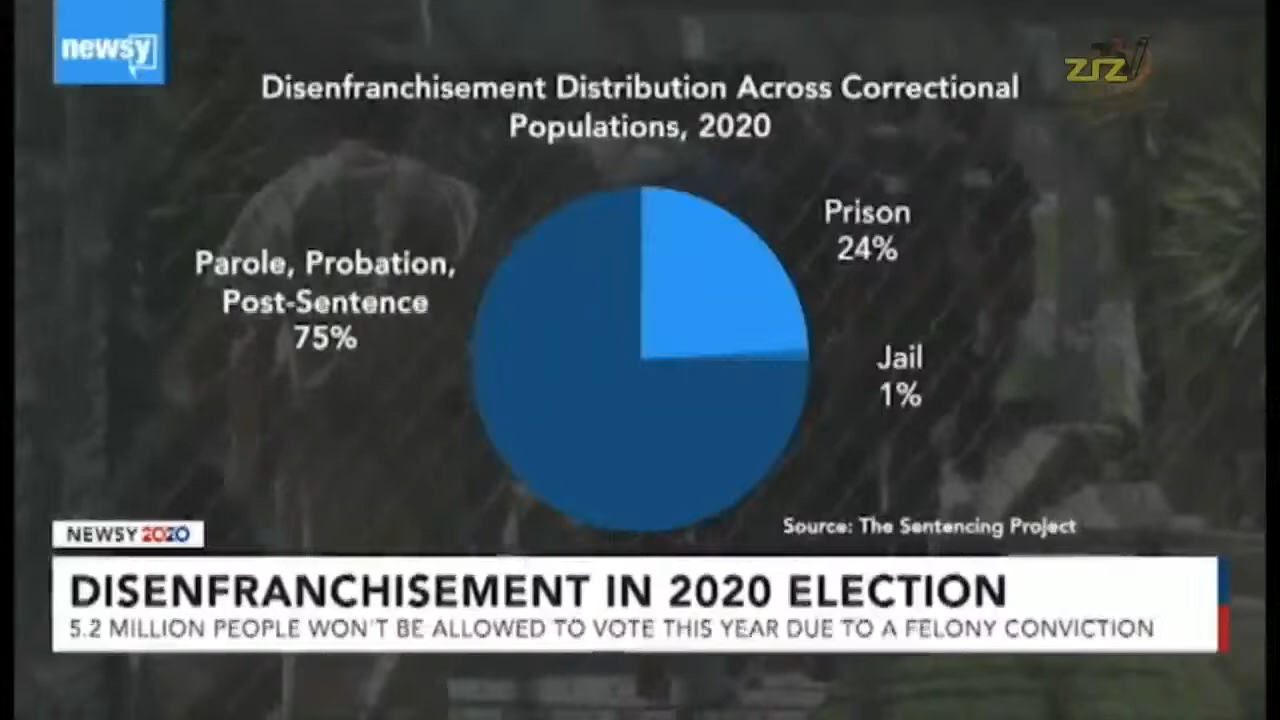 newsy
ZIZ
Disenfranchisement Distribution Across Correctional
Populations, 2020
Prison
24%
Parole, Probation,
Post-Sentence
75%
Jail
1%
Source: The Sentencing Project
NEWSY 2020
DISENFRANCHISEMENT IN 2020 ELECTION
5.2 MILLION PEOPLE WON'T BE ALLOWED TO VOTE THIS YEAR DUE TO A FELONY CONVICTION